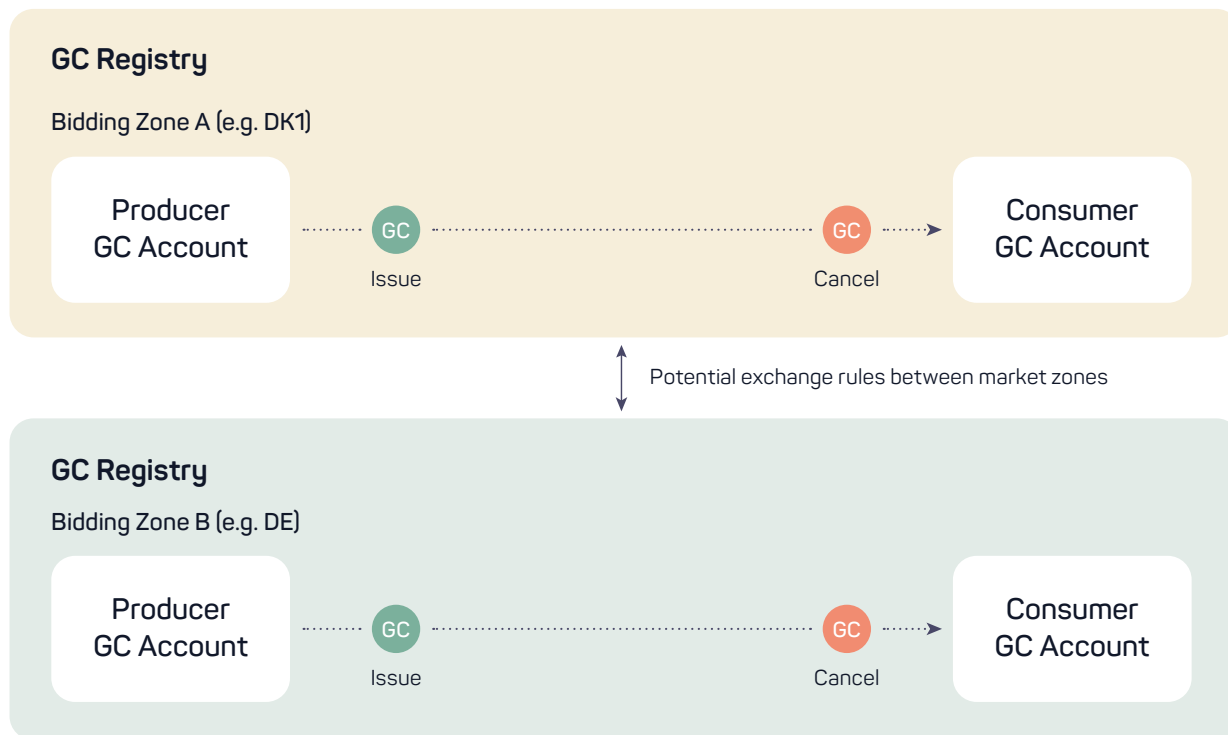 GC Registry
Bidding Zone A (e.g. DK1)
Producer
GC Account
GC
Issue
GC
Cancel
Consumer
GC Account
Potential exchange rules between market zones
GC Registry
Bidding Zone B (e.g. DE)
Producer
GC Account
GC
Issue
GC
Cancel
Consumer
GC Account